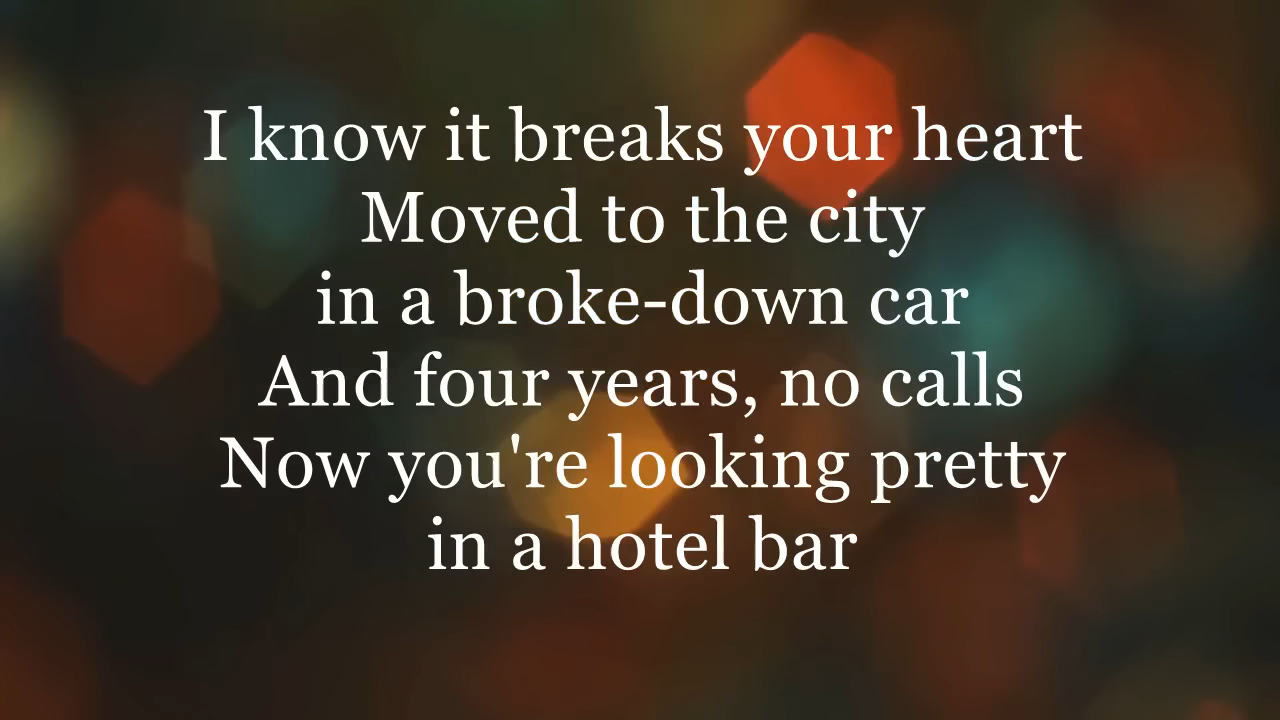 I know it breaks your heart
Moved to the city
in a broke-down car
And four years, no calls
Now you're looking pretty
in a hotel bar